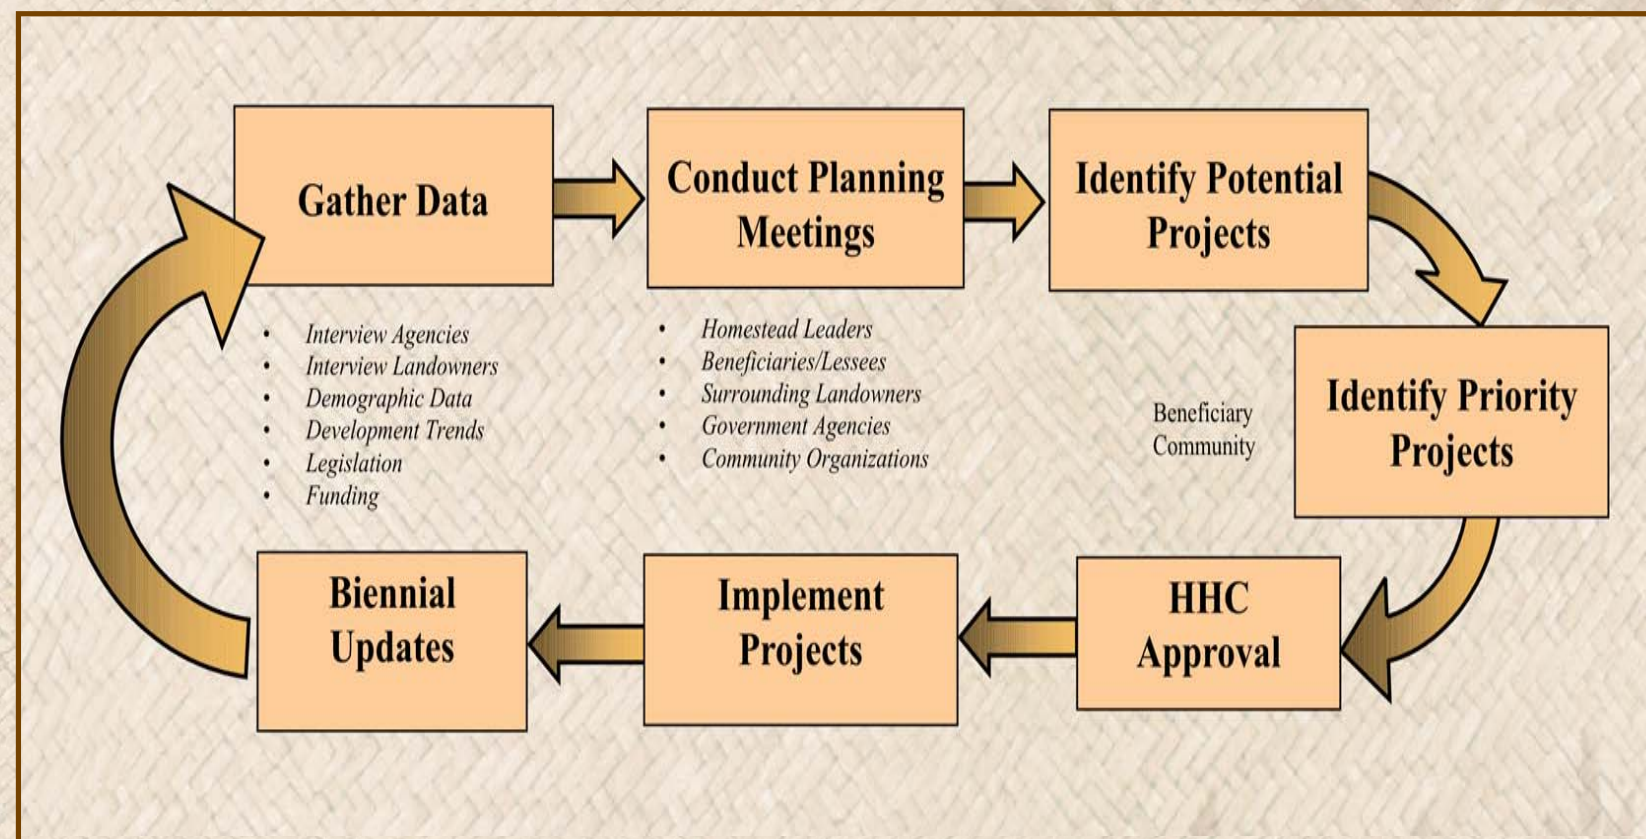 Gather Data
• Interview Agencies
• Interview Landowners
• Demographic Data
• Development Trends
• Legislation
• Funding
Conduct Planning
Meetings
• Homestead Leaders
• Beneficiaries/Lessees
• Surrounding Landowners
• Government Agencies
• Community Organizations
Identify Potential
Projects
Beneficiary
Community
Identify Priority
Projects
HHC
Approval
Implement
Projects
Biennial
Updates